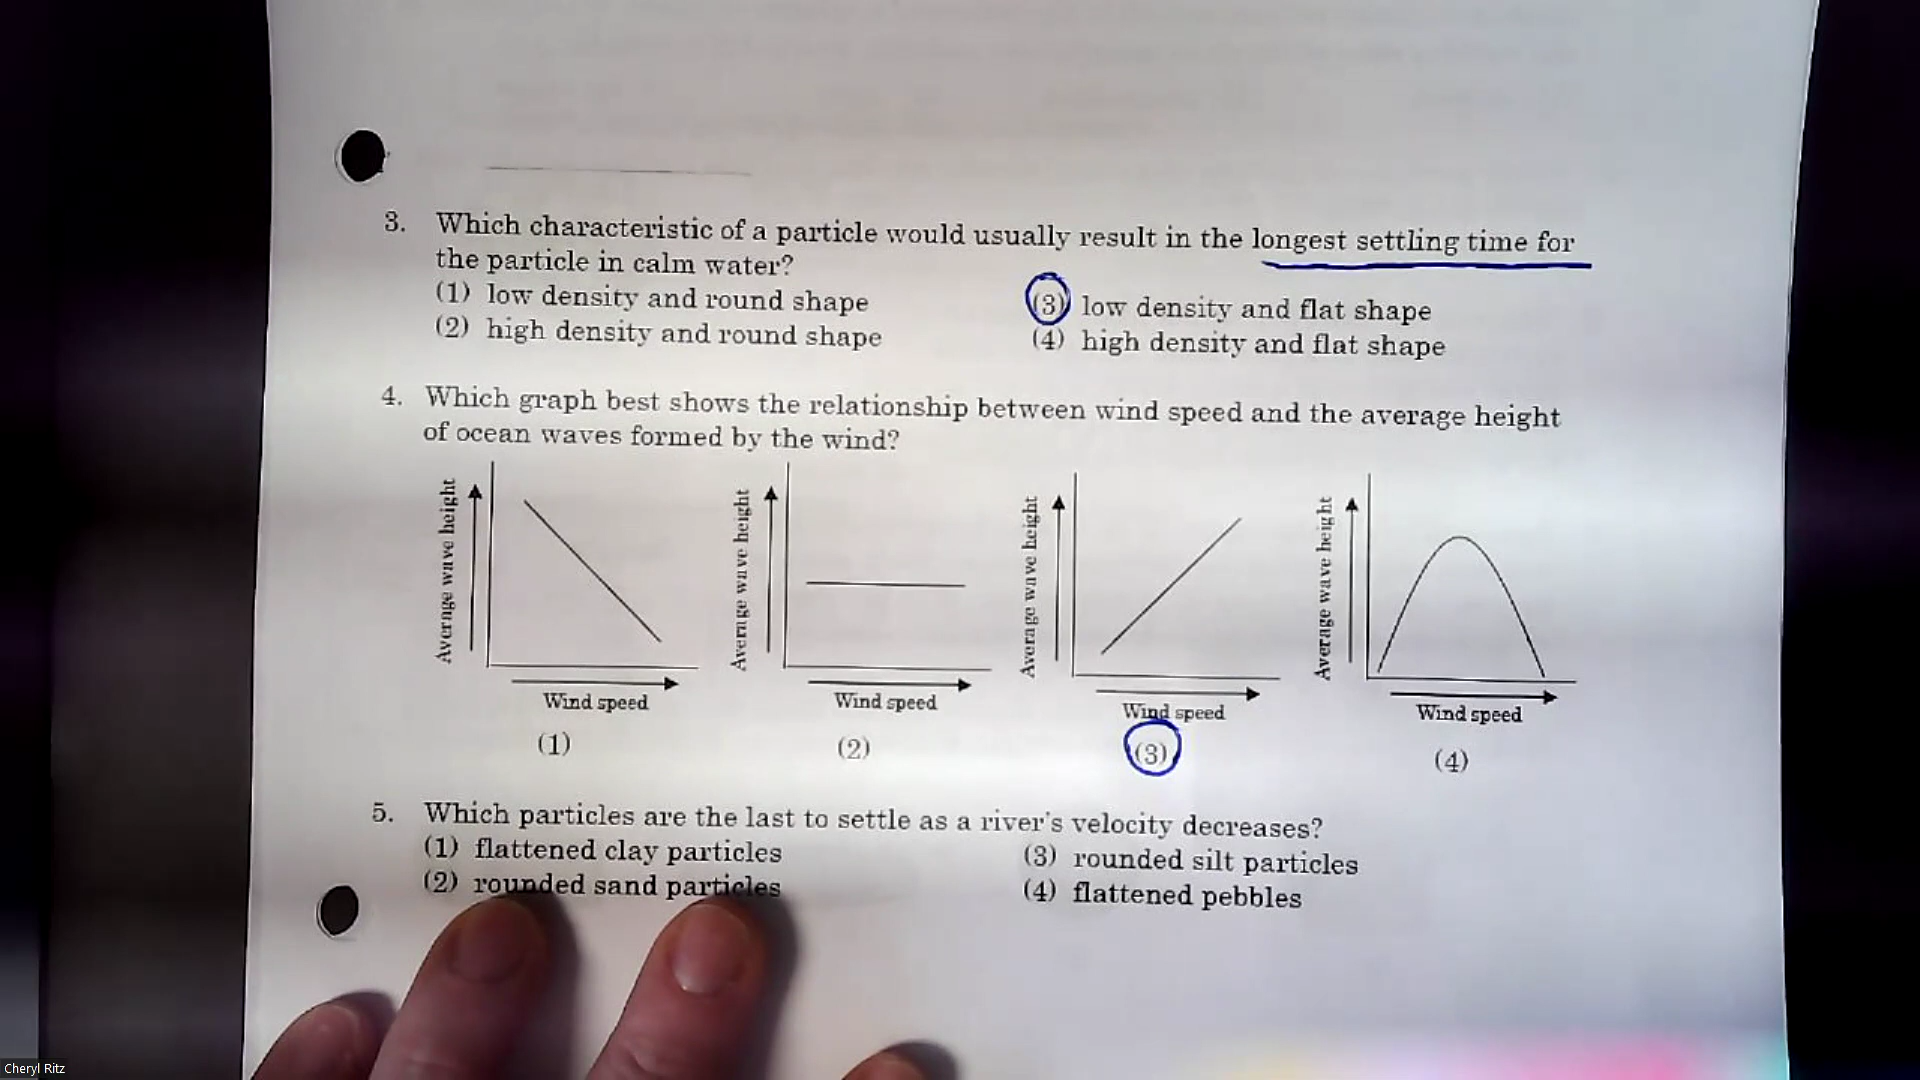 3. Which characteristic of a particle would usually result in the longest settling time for
the particle in calm water?
(1) low density and round shape
(3) low density and flat shape
(2) high density and round shape
(4) high density and flat shape
4. Which graph best shows the relationship between wind speed and the average height
of ocean waves formed by the wind?
Average wave height
Average wave height
Average wave height
Average wave height
Wind speed
Wind speed
Wind speed
Wind speed
(1)
(2)
(3)
(4)
5. Which particles are the last to settle as a river's velocity decreases?
(1) flattened clay particles
(3) rounded silt particles
(2) rounded sand particles
(4) flattened pebbles
Cheryl Ritz